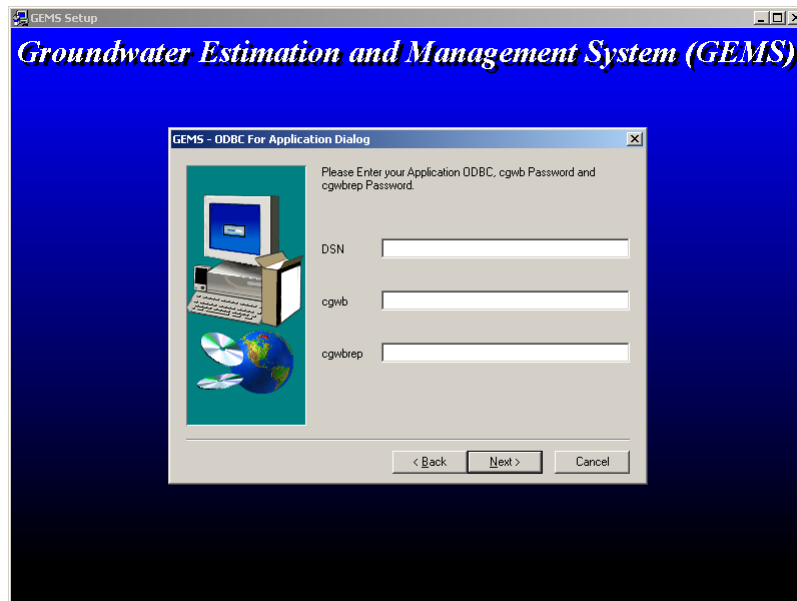 GEMS Setup
Groundwater Estimation and Management System (GEMS)
GEMS - ODBC For Application Dialog
Please Enter your Application ODBC, cgwb Password and
cgwbrep Password.
DSN
cgwb
cgwbrep
< Back Next > Cancel